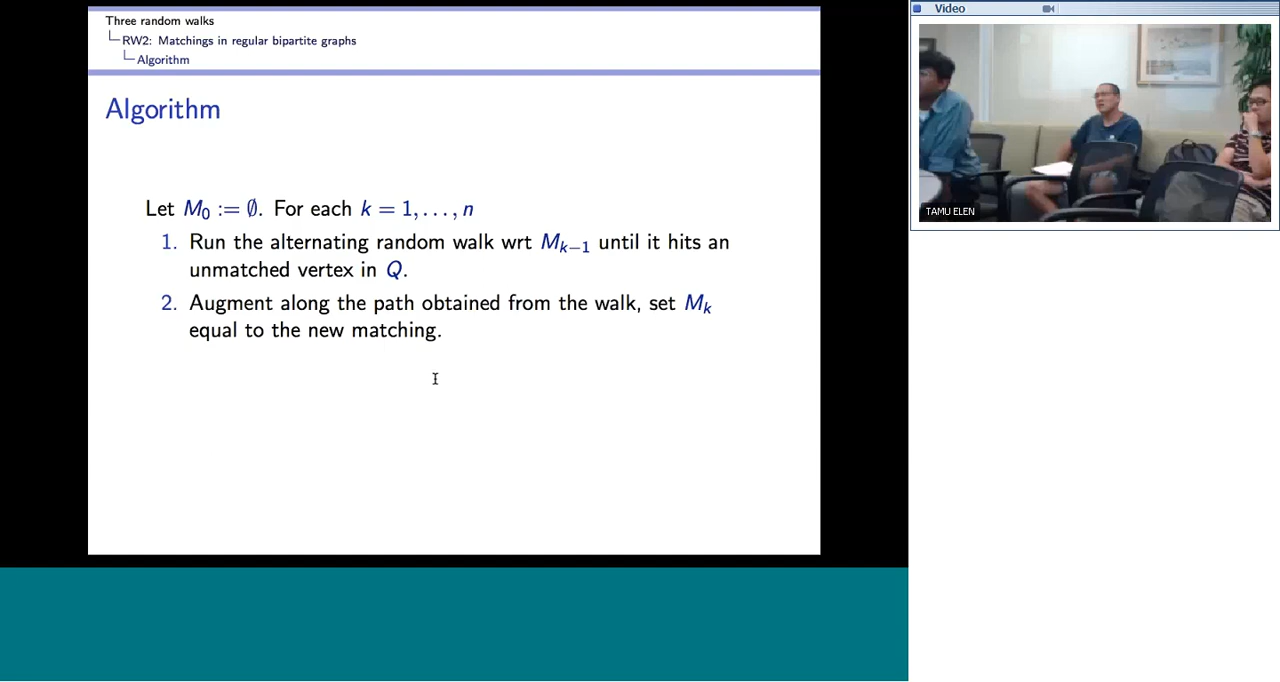 Three random walks
RW2: Matchings in regular bipartite graphs
Algorithm
Algorithm
Let M₀ := ∅. For each k = 1, . . . , n
1. Run the alternating random walk wrt Mₖ₋₁ until it hits an
unmatched vertex in Q.
2. Augment along the path obtained from the walk, set Mₖ
equal to the new matching.
Video
TAMU ELEN